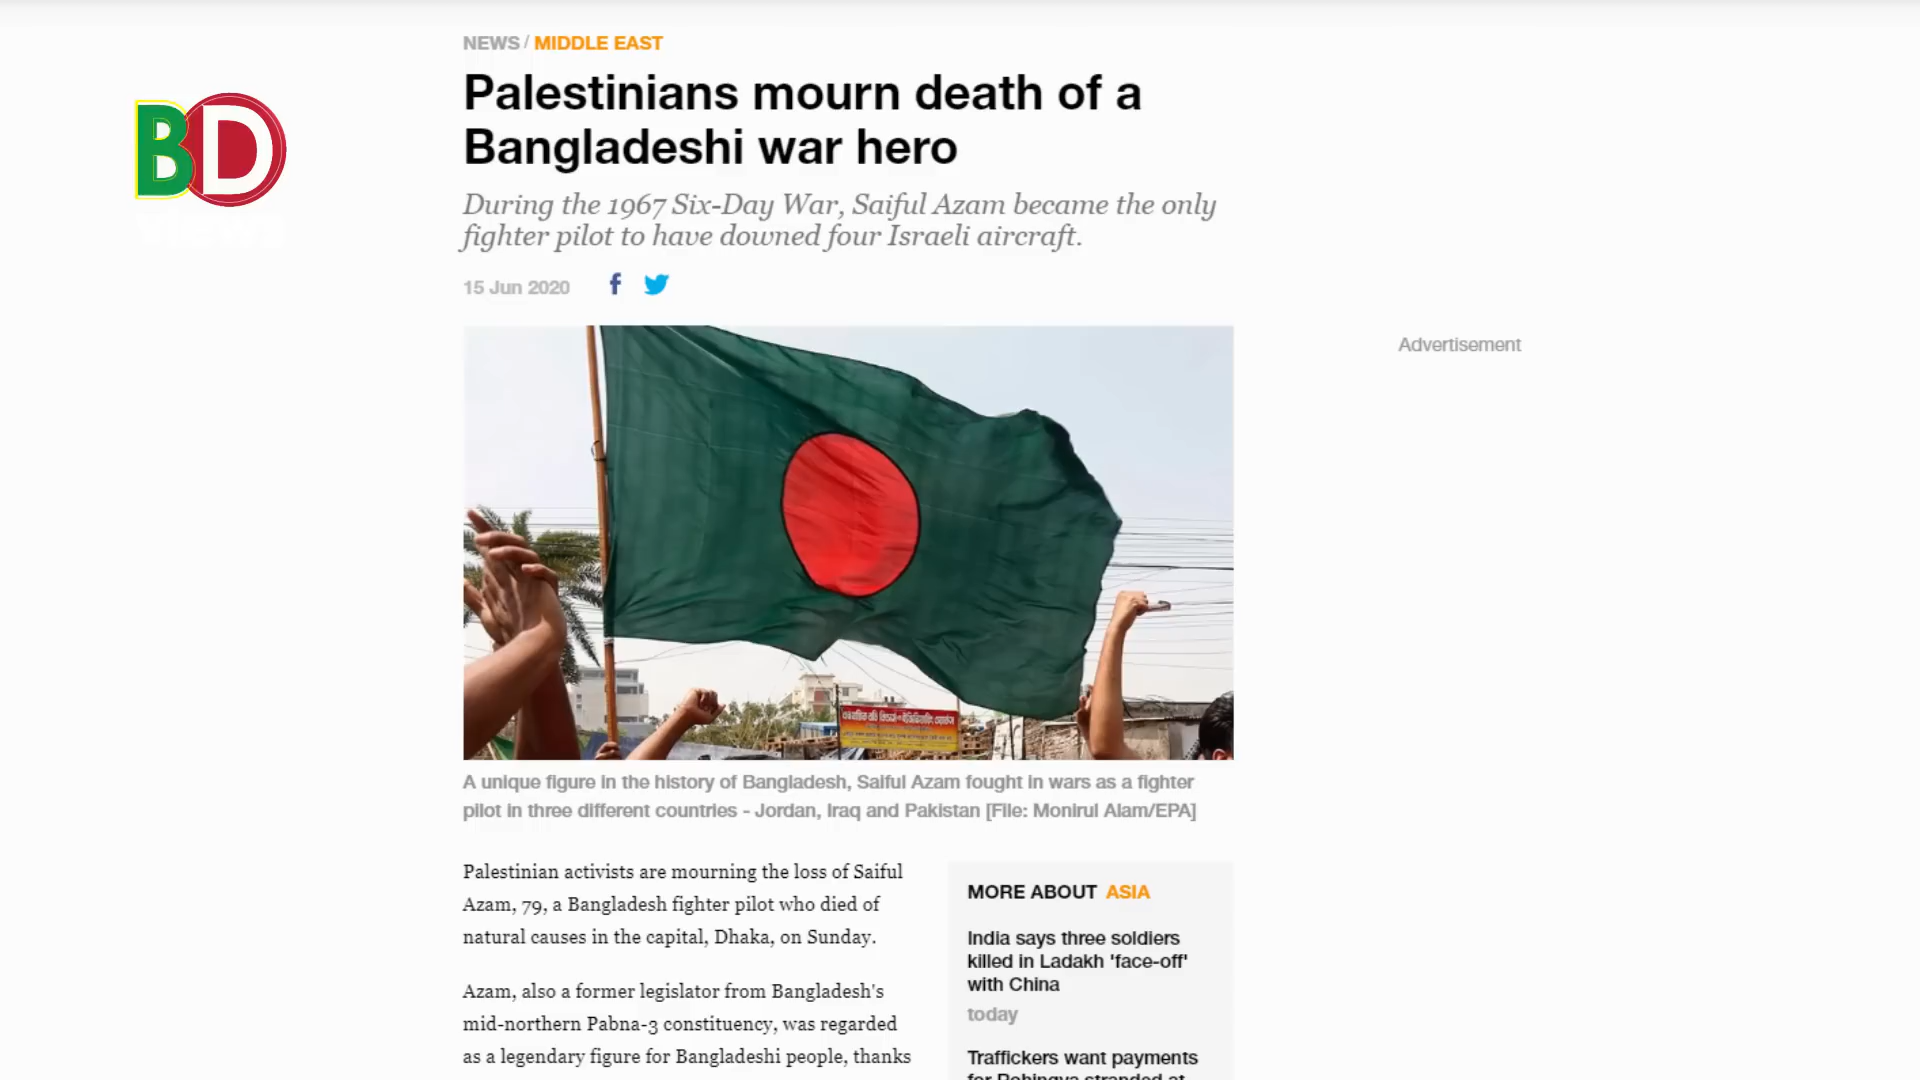 NEWS / MIDDLE EAST
Palestinians mourn death of a
Bangladeshi war hero
During the 1967 Six-Day War, Saiful Azam became the only
fighter pilot to have downed four Israeli aircraft.
15 Jun 2020
BD
Views
Advertisement
A unique figure in the history of Bangladesh, Saiful Azam fought in wars as a fighter
pilot in three different countries - Jordan, Iraq and Pakistan [File: Monirul Alam/EPA]
Palestinian activists are mourning the loss of Saiful
Azam, 79, a Bangladesh fighter pilot who died of
natural causes in the capital, Dhaka, on Sunday.
Azam, also a former legislator from Bangladesh's
mid-northern Pabna-3 constituency, was regarded
as a legendary figure for Bangladeshi people, thanks
MORE ABOUT ASIA
India says three soldiers
killed in Ladakh 'face-off'
with China
today
Traffickers want payments
for Rohingya stranded at